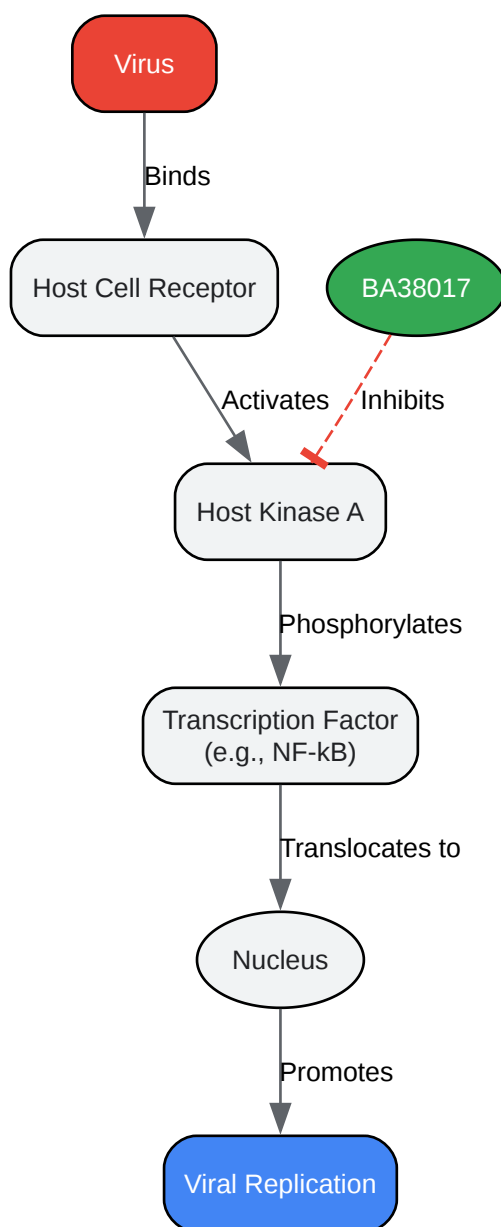 Virus
Binds
Host Cell Receptor
BA38017
Activates
Inhibits
Host Kinase A
Phosphorylates
Transcription Factor
(e.g., NF-kB)
Translocates to
Nucleus
Promotes
Viral Replication